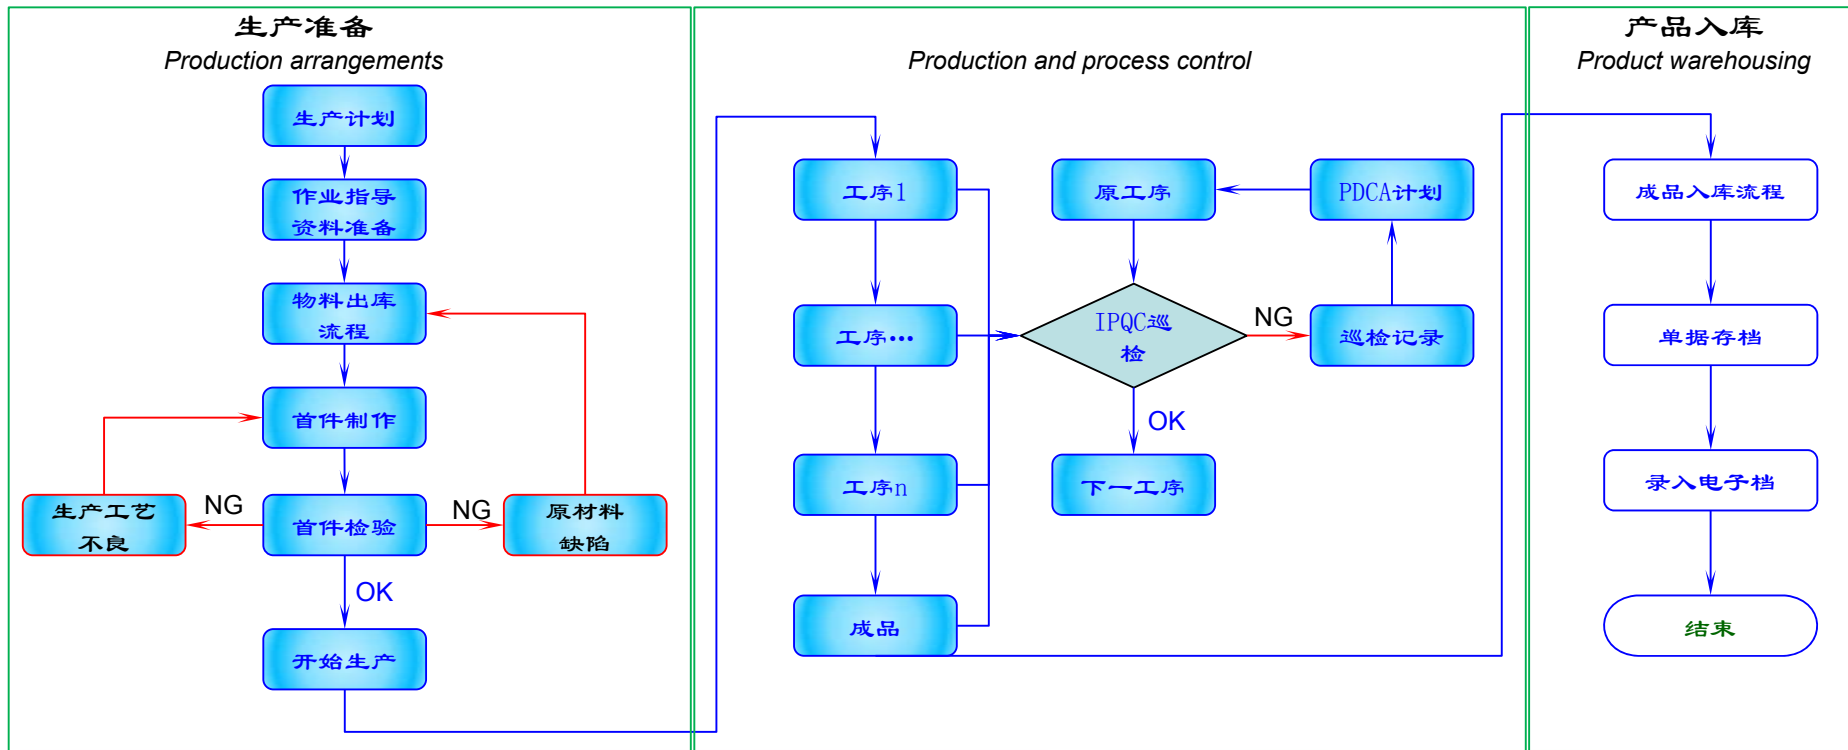 生产准备
Production arrangements
生产计划
作业指导
资料准备
物料出库
流程
首件制作
生产工艺
不良
NG
首件检验
NG
原材料
缺陷
OK
开始生产
Production and process control
工序1
原工序
PDCA计划
工序…
IPQC巡
检
NG
巡检记录
OK
工序n
下一工序
成品
产品入库
Product warehousing
成品入库流程
单据存档
录入电子档
结束